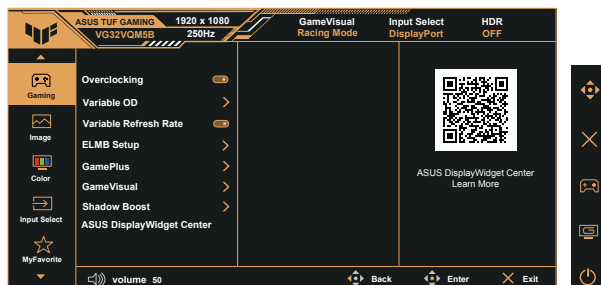 ASUS TUF GAMING 1920 x 1080
VG32VQM5B 250Hz
GameVisual Input Select HDR
Racing Mode DisplayPort OFF
Gaming
Image
Color
Input Select
MyFavorite
Overclocking
Variable OD
Variable Refresh Rate
ELMB Setup
GamePlus
GameVisual
Shadow Boost
ASUS DisplayWidget Center
ASUS DisplayWidget Center
Learn More
volume 50
Back Enter Exit